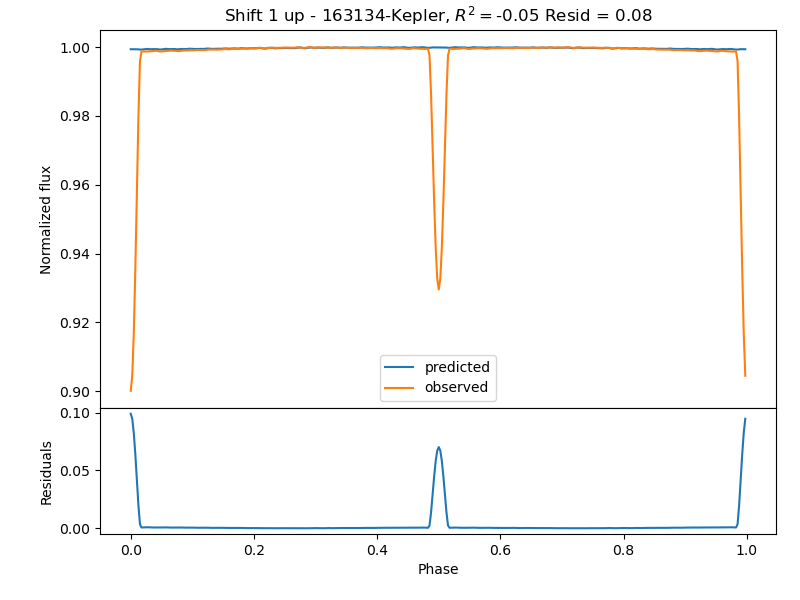 Shift 1 up - 163134-Kepler, R² = -0.05 Resid = 0.08
Normalized flux
1.00
0.98
0.96
0.94
0.92
0.90
predicted
observed
Residuals
0.10
0.05
0.00
0.0 0.2 0.4 0.6 0.8 1.0
Phase